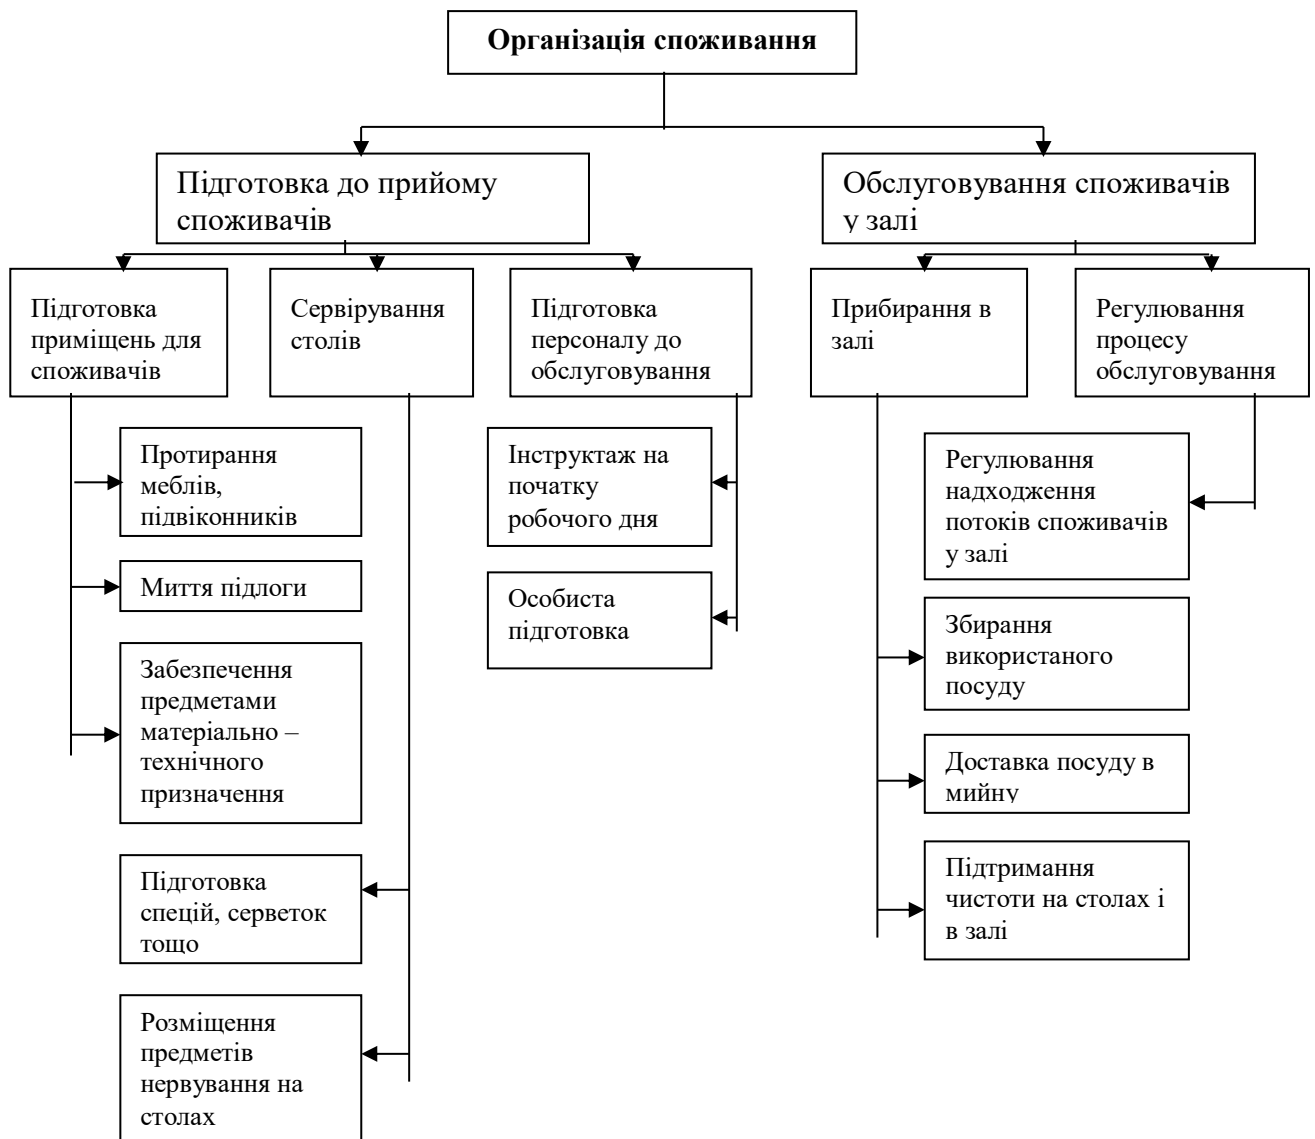 Організація споживання
Підготовка до прийому
споживачів
Обслуговування споживачів
у залі
Підготовка
приміщень для
споживачів
Сервірування
столів
Підготовка
персоналу до
обслуговування
Прибирання в
залі
Регулювання
процесу
обслуговування
Протирання
меблів,
підвіконників
Миття підлоги
Забезпечення
предметами
матеріально –
технічного
призначення
Підготовка
спецій, серветок
тощо
Розміщення
предметів
нервування на
столах
Інструктаж на
початку
робочого дня
Особиста
підготовка
Регулювання
надходження
потоків споживачів
у залі
Збирання
використаного
посуду
Доставка посуду в
мийну
Підтримання
чистоти на столах і
в залі